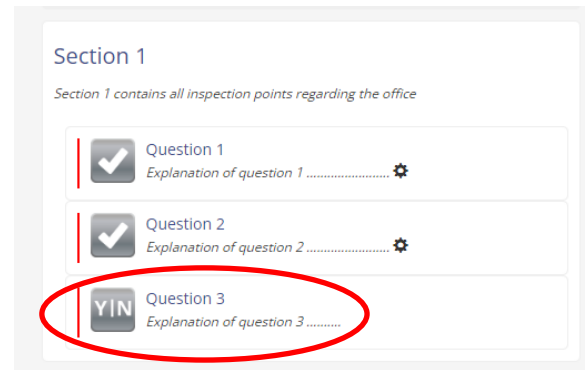 Section 1
Section 1 contains all inspection points regarding the office
Question 1
Explanation of question 1 ........................
Question 2
Explanation of question 2 ........................
Y|N
Question 3
Explanation of question 3 ..........